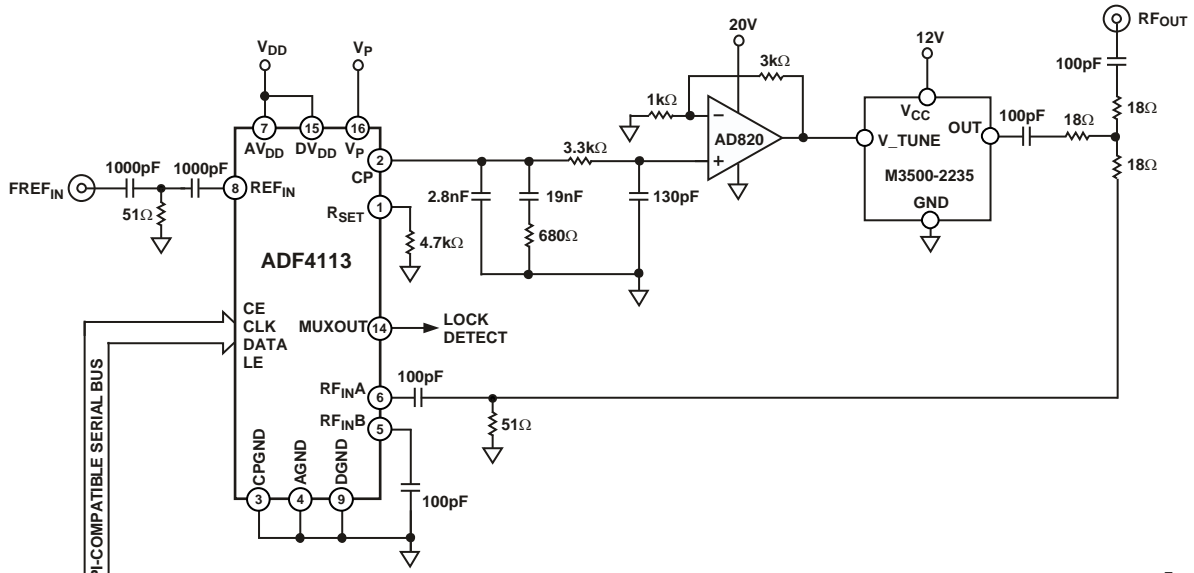 RFOUT
20V
12V
VDD
VP
3kΩ
100pF
1kΩ
18Ω
7
15
16
AVDD
DVDD
VP
AD820
VCC
OUT
100pF
18Ω
V_TUNE
18Ω
1000pF
1000pF
2
CP
3.3kΩ
M3500-2235
FREFIN
8
REFIN
2.8nF
19nF
130pF
GND
51Ω
1
RSET
680Ω
4.7kΩ
ADF4113
CE
CLK
DATA
LE
MUXOUT
14
LOCK
DETECT
RFINA
6
100pF
RFINB
5
51Ω
CPGND
AGND
DGND
3
4
9
100pF
PI-COMPATIBLE SERIAL BUS